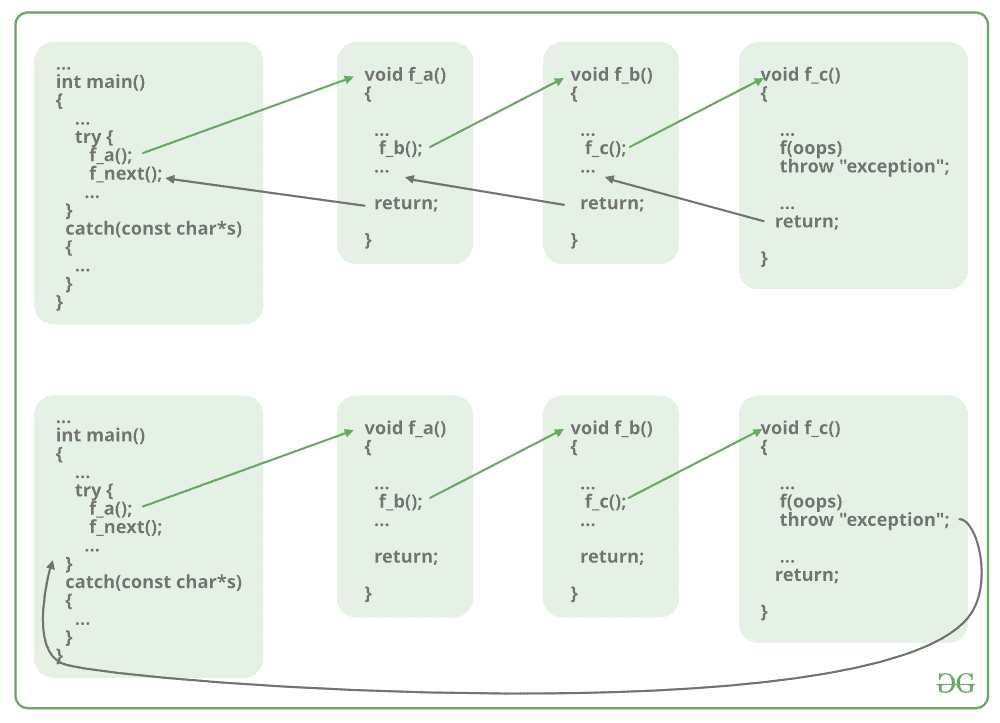 ...
int main()
{
...
try {
f_a();
f_next();
...
}
catch(const char*s)
{
...
}
}
void f_a()
{
...
f_b();
...
return;
}
void f_b()
{
...
f_c();
...
return;
}
void f_c()
{
...
f(oops)
throw "exception";
...
return;
}
...
int main()
{
...
try {
f_a();
f_next();
...
}
catch(const char*s)
{
...
}
}
void f_a()
{
...
f_b();
...
return;
}
void f_b()
{
...
f_c();
...
return;
}
void f_c()
{
...
f(oops)
throw "exception";
...
return;
}